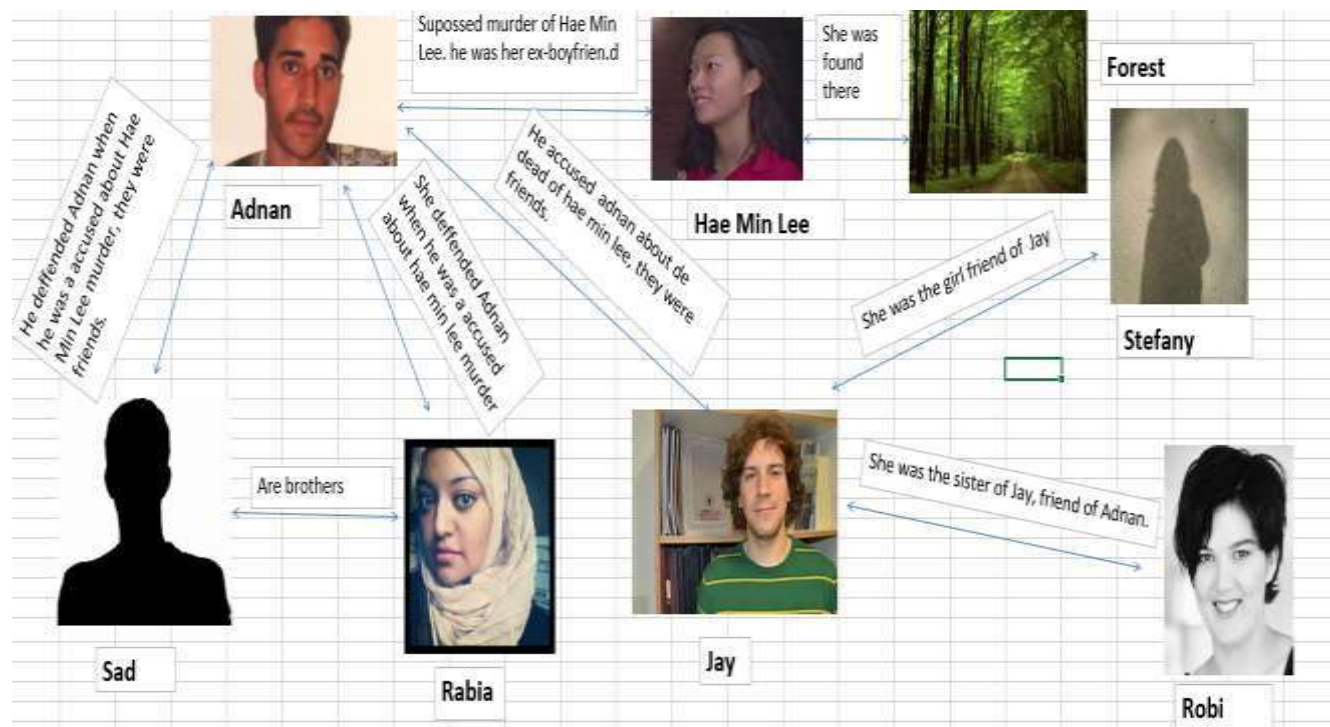 Supossed murder of Hae Min
Lee. he was her ex-boyfrien.d
She was
found
there
Forest
He deffended Adnan when
he was a accused about Hae
Min Lee murder, they were
friends.
Adnan
She deffended Adnan
when he was a accused
about hae min lee murder
He accused adnan about de
dead of hae min lee, they were
friends.
Hae Min Lee
She was the girl friend of Jay
Stefany
Are brothers
She was the sister of Jay, friend of Adnan.
Sad
Rabia
Jay
Robi